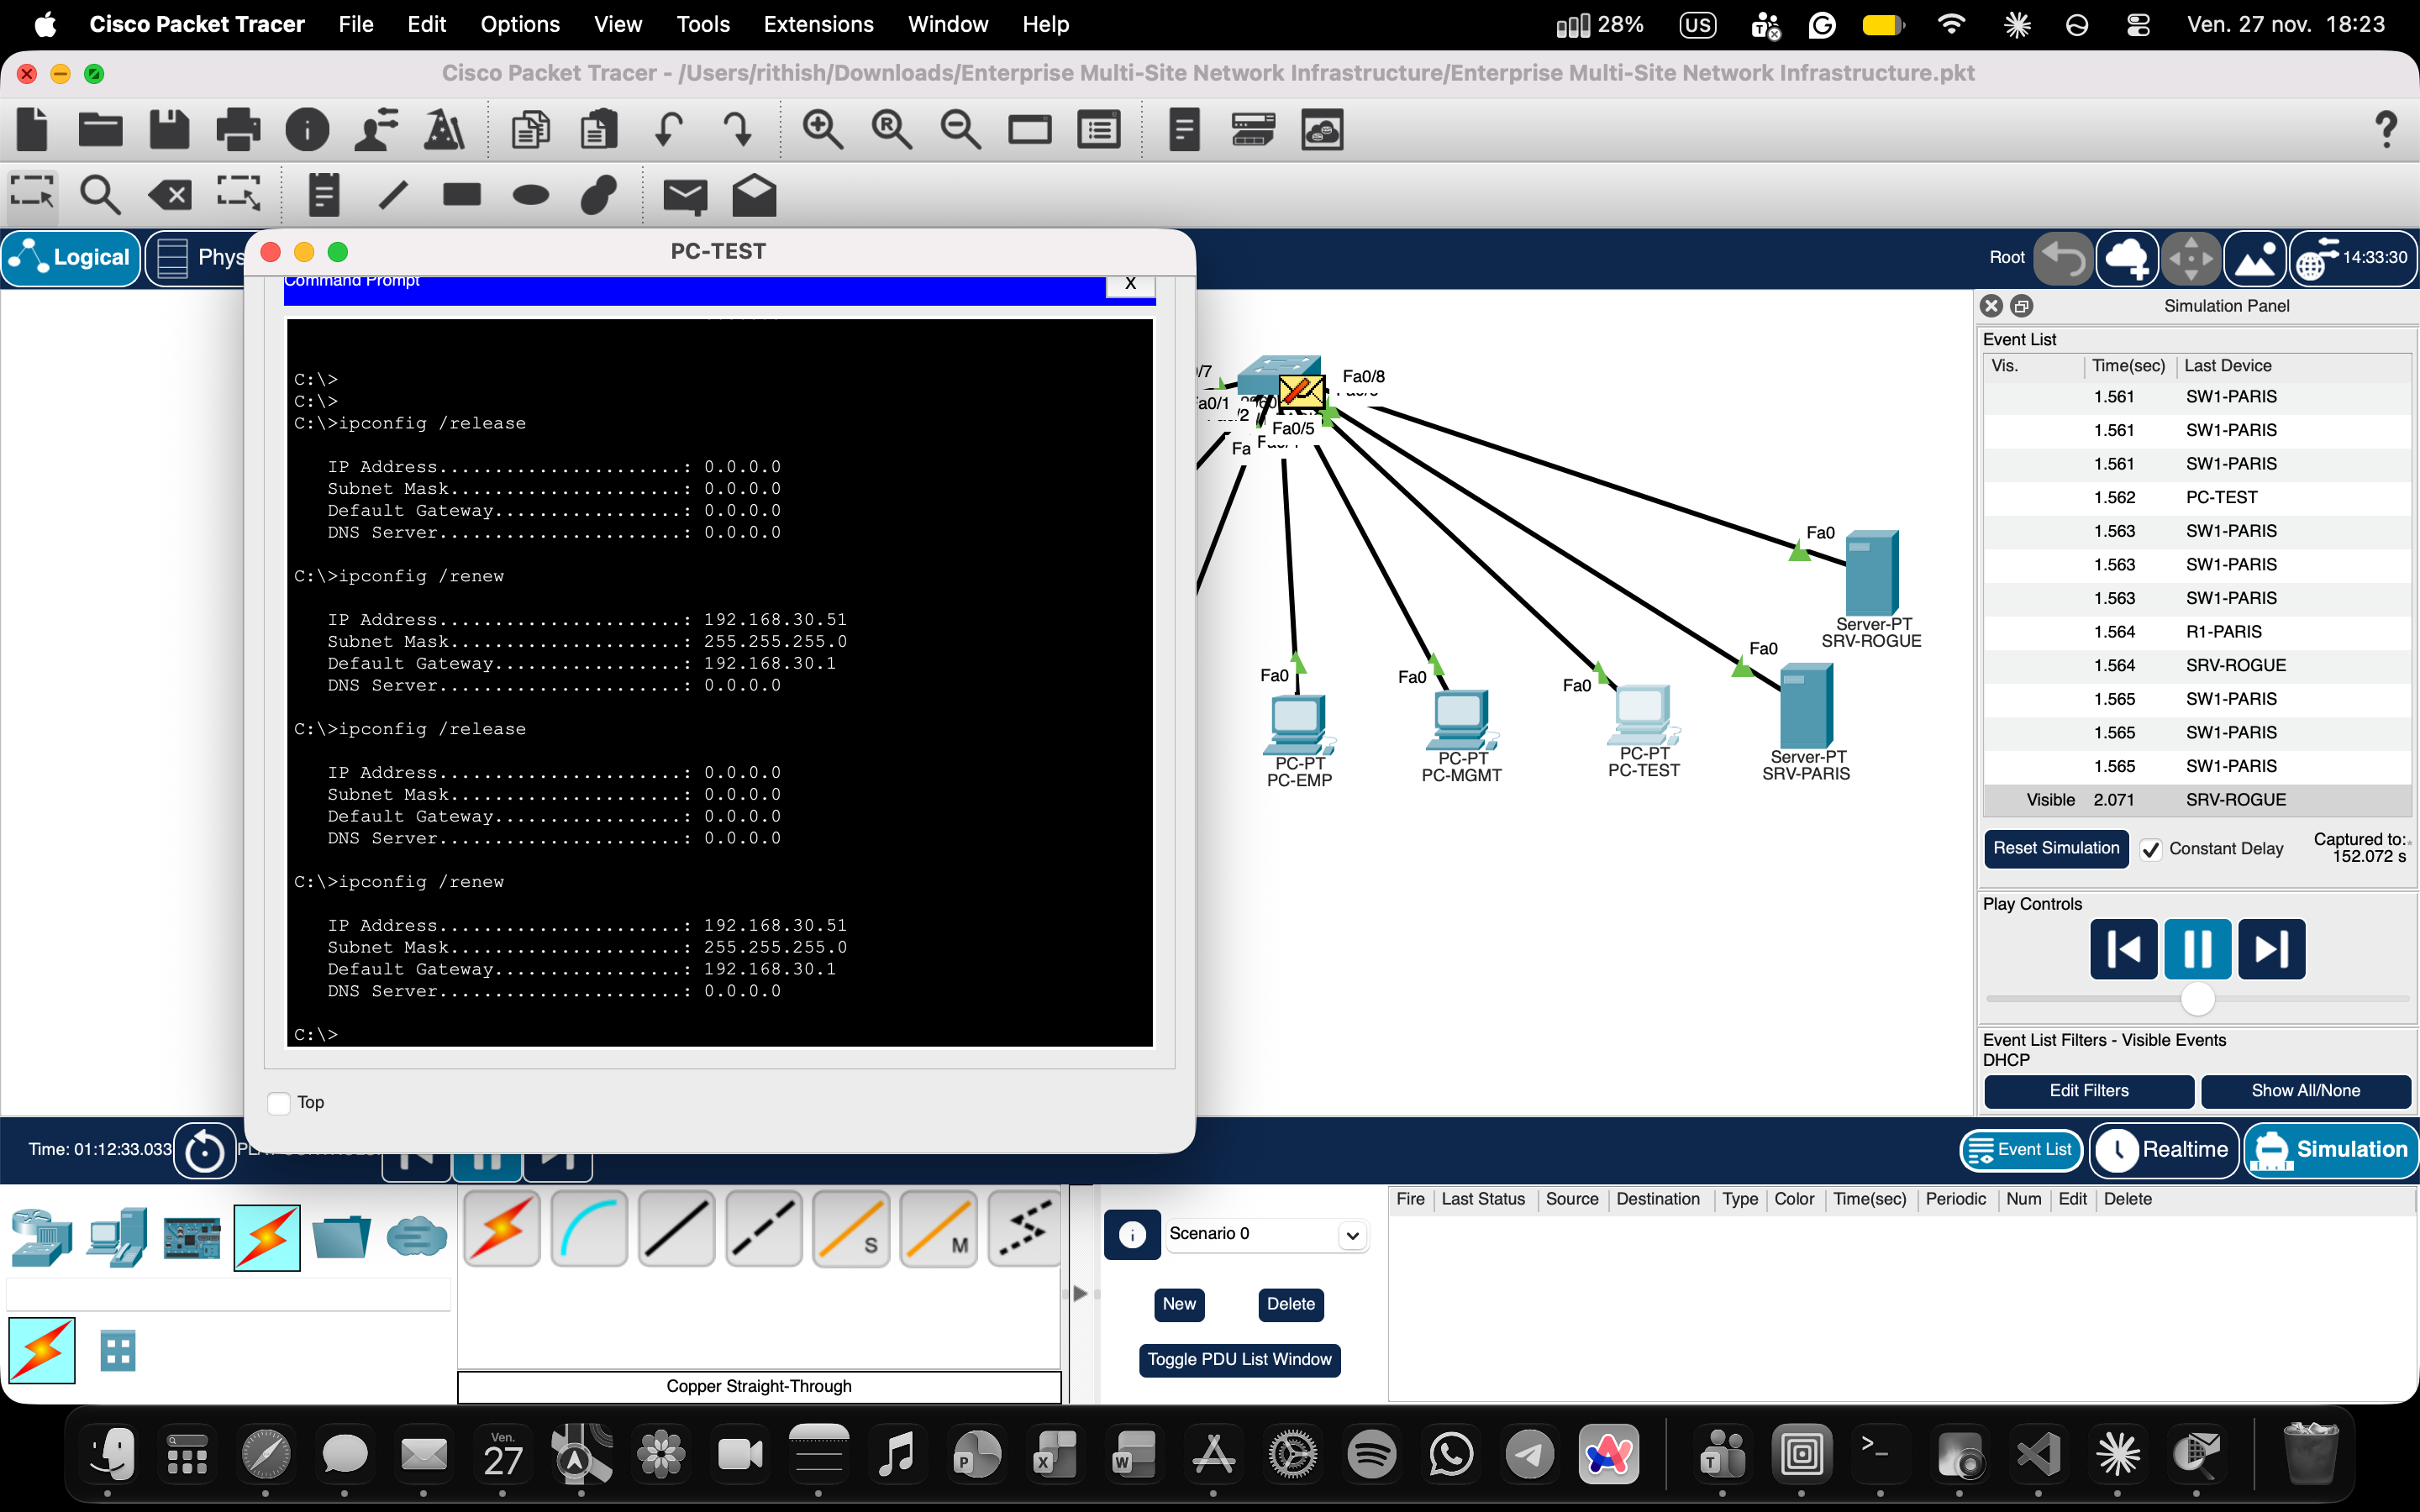 Cisco Packet Tracer File Edit Options View Tools Extensions Window Help 28% US Ven. 27 nov. 18:23
Cisco Packet Tracer - /Users/rithish/Downloads/Enterprise Multi-Site Network Infrastructure/Enterprise Multi-Site Network Infrastructure.pkt
Logical Phys Root 14:33:30
PC-TEST
Command Prompt X
C:\>
C:\>
C:\>ipconfig /release
IP Address......................: 0.0.0.0
Subnet Mask.....................: 0.0.0.0
Default Gateway.................: 0.0.0.0
DNS Server......................: 0.0.0.0
C:\>ipconfig /renew
IP Address......................: 192.168.30.51
Subnet Mask.....................: 255.255.255.0
Default Gateway.................: 192.168.30.1
DNS Server......................: 0.0.0.0
C:\>ipconfig /release
IP Address......................: 0.0.0.0
Subnet Mask.....................: 0.0.0.0
Default Gateway.................: 0.0.0.0
DNS Server......................: 0.0.0.0
C:\>ipconfig /renew
IP Address......................: 192.168.30.51
Subnet Mask.....................: 255.255.255.0
Default Gateway.................: 192.168.30.1
DNS Server......................: 0.0.0.0
C:\>
Top
/7
Fa0/8
a0/1
/2
Fa0/5
Fa
Fa0
Server-PT
SRV-ROGUE
Fa0
Server-PT
SRV-PARIS
Fa0
PC-PT
PC-TEST
Fa0
PC-PT
PC-MGMT
Fa0
PC-PT
PC-EMP
Simulation Panel
Event List
Vis. Time(sec) Last Device
1.561 SW1-PARIS
1.561 SW1-PARIS
1.561 SW1-PARIS
1.562 PC-TEST
1.563 SW1-PARIS
1.563 SW1-PARIS
1.563 SW1-PARIS
1.564 R1-PARIS
1.564 SRV-ROGUE
1.565 SW1-PARIS
1.565 SW1-PARIS
1.565 SW1-PARIS
Visible 2.071 SRV-ROGUE
Reset Simulation Constant Delay Captured to:
152.072 s
Play Controls
Event List Filters - Visible Events
DHCP
Edit Filters Show All/None
Time: 01:12:33.033 Event List Realtime Simulation
S M
Copper Straight-Through
Scenario 0
New Delete
Toggle PDU List Window
Fire Last Status Source Destination Type Color Time(sec) Periodic Num Edit Delete
Ven.
27
P X W T